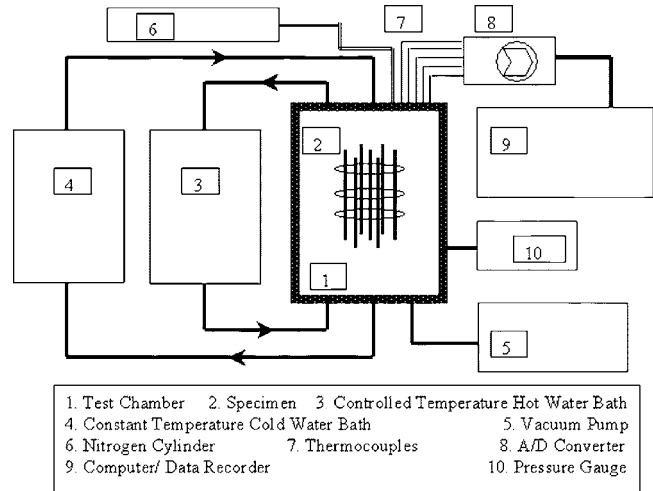 6
7
8
4
3
2
9
10
1
5
1. Test Chamber 2. Specimen 3. Controlled Temperature Hot Water Bath
4. Constant Temperature Cold Water Bath 5. Vacuum Pump
6. Nitrogen Cylinder 7. Thermocouples 8. A/D Converter
9. Computer/ Data Recorder 10. Pressure Gauge